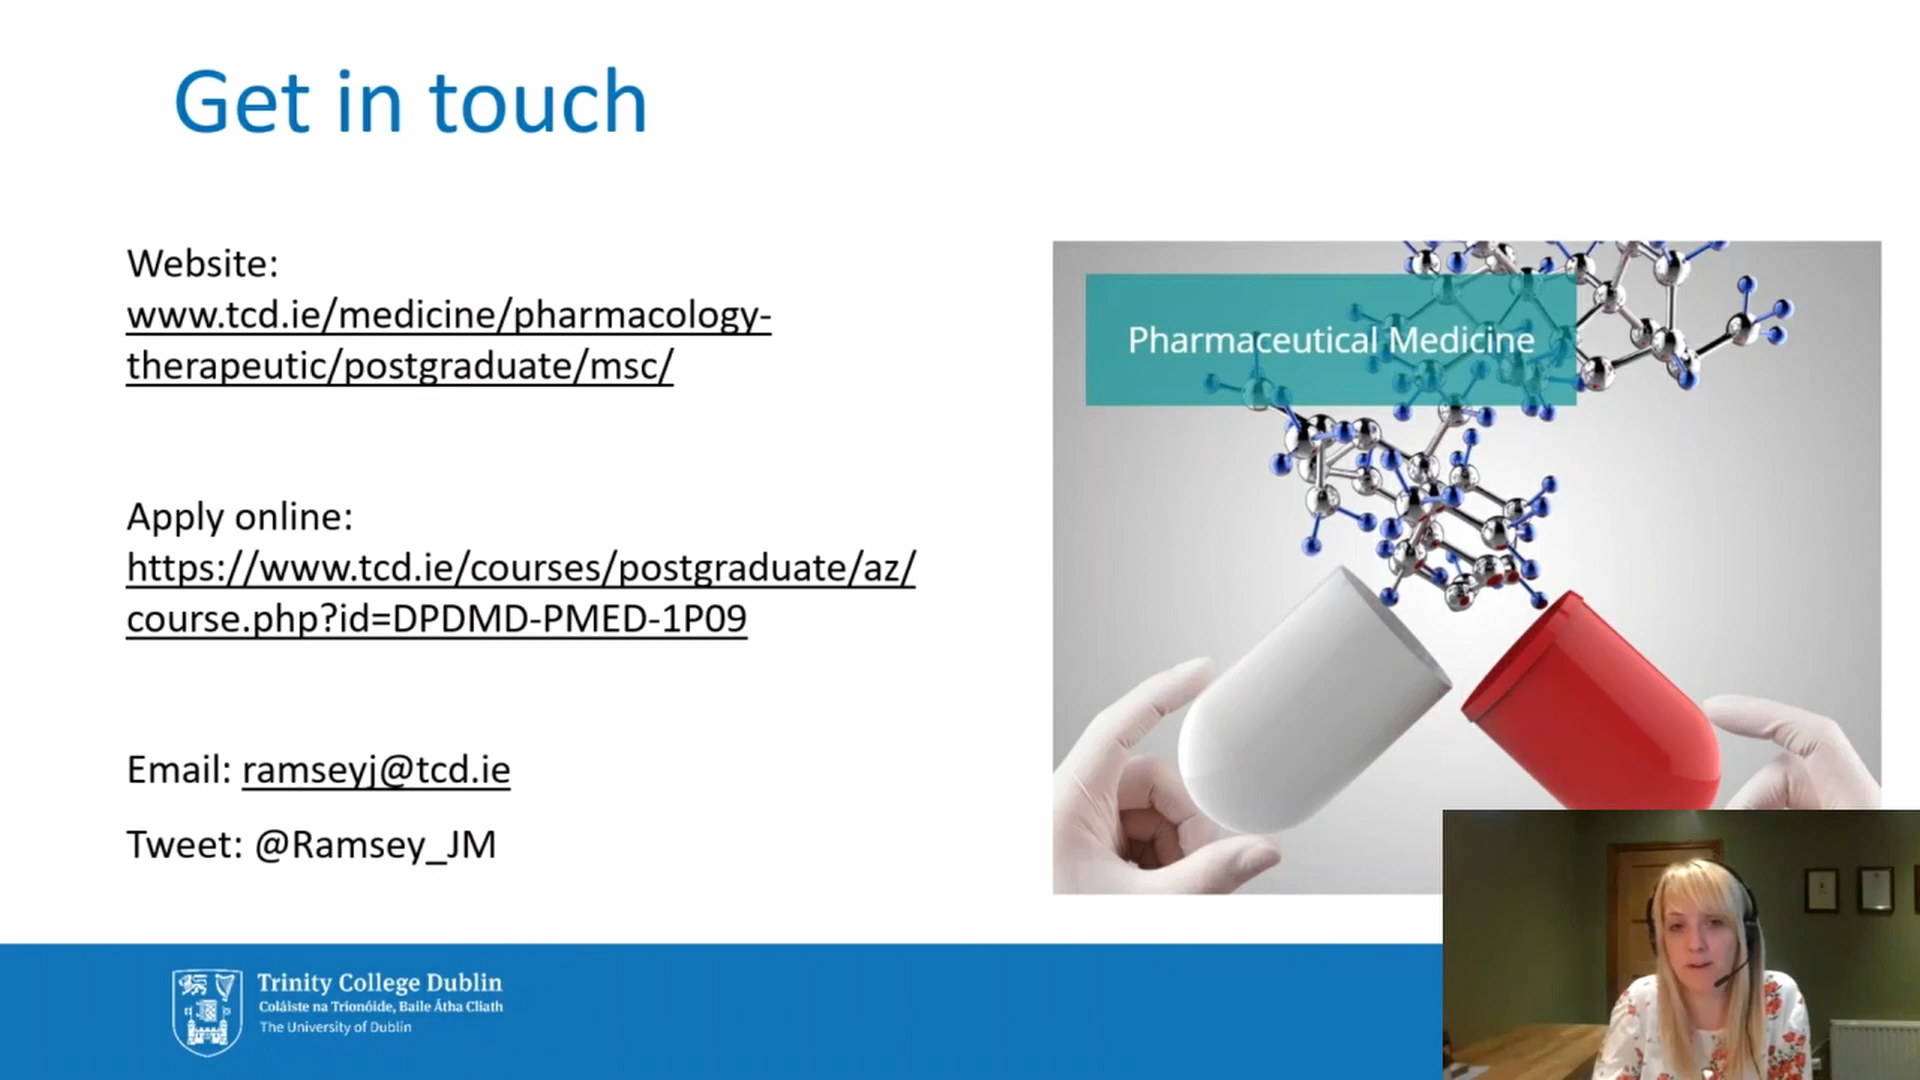 Get in touch
Website:
www.tcd.ie/medicine/pharmacology-
therapeutic/postgraduate/msc/
Apply online:
https://www.tcd.ie/courses/postgraduate/az/
course.php?id=DPDMD-PMED-1P09
Email: ramseyj@tcd.ie
Tweet: @Ramsey_JM
Pharmaceutical Medicine
Trinity College Dublin
Coláiste na Tríonóide, Baile Átha Cliath
The University of Dublin